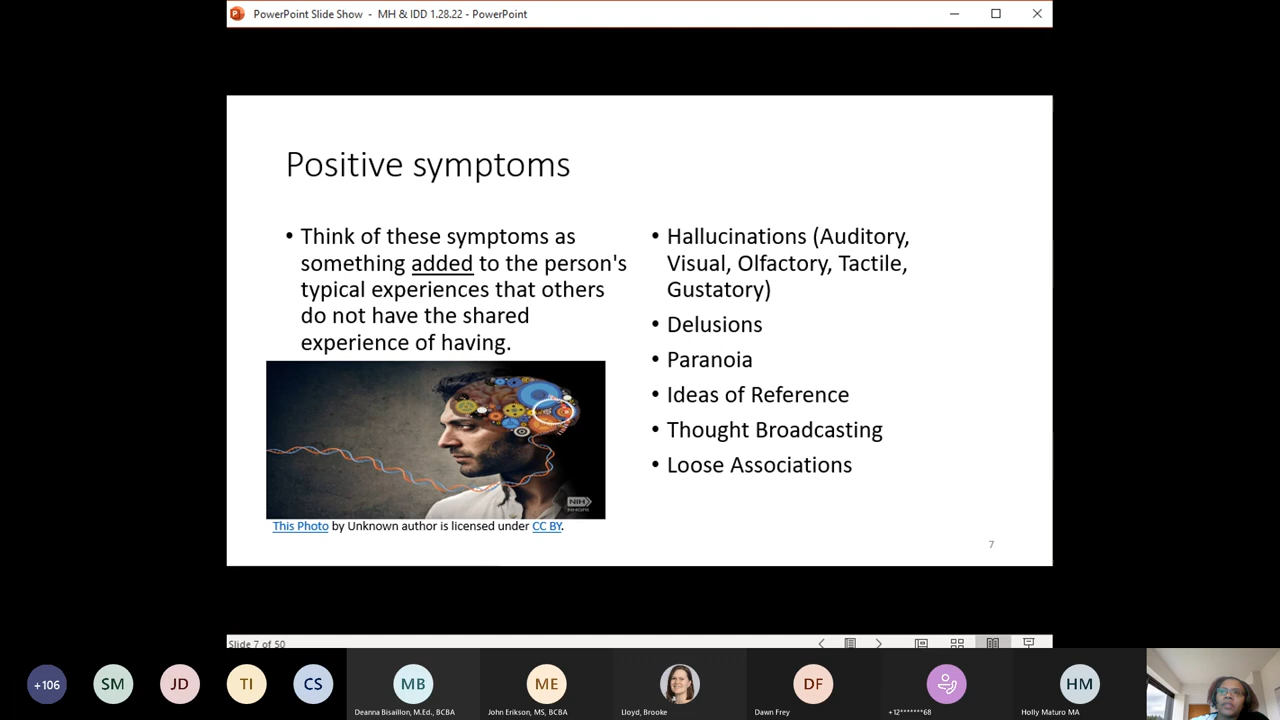 PowerPoint Slide Show - MH & IDD 1.28.22 - PowerPoint
Positive symptoms
• Think of these symptoms as
something added to the person's
typical experiences that others
do not have the shared
experience of having.
NIH
NHGRI
This Photo by Unknown author is licensed under CC BY.
• Hallucinations (Auditory,
Visual, Olfactory, Tactile,
Gustatory)
• Delusions
• Paranoia
• Ideas of Reference
• Thought Broadcasting
• Loose Associations
7
Slide 7 of 50
+106
SM
JD
TI
CS
MB
Deanna Bisaillon, M.Ed., BCBA
ME
John Erikson, MS, BCBA
Lloyd, Brooke
DF
Dawn Frey
+12*******68
HM
Holly Maturo MA